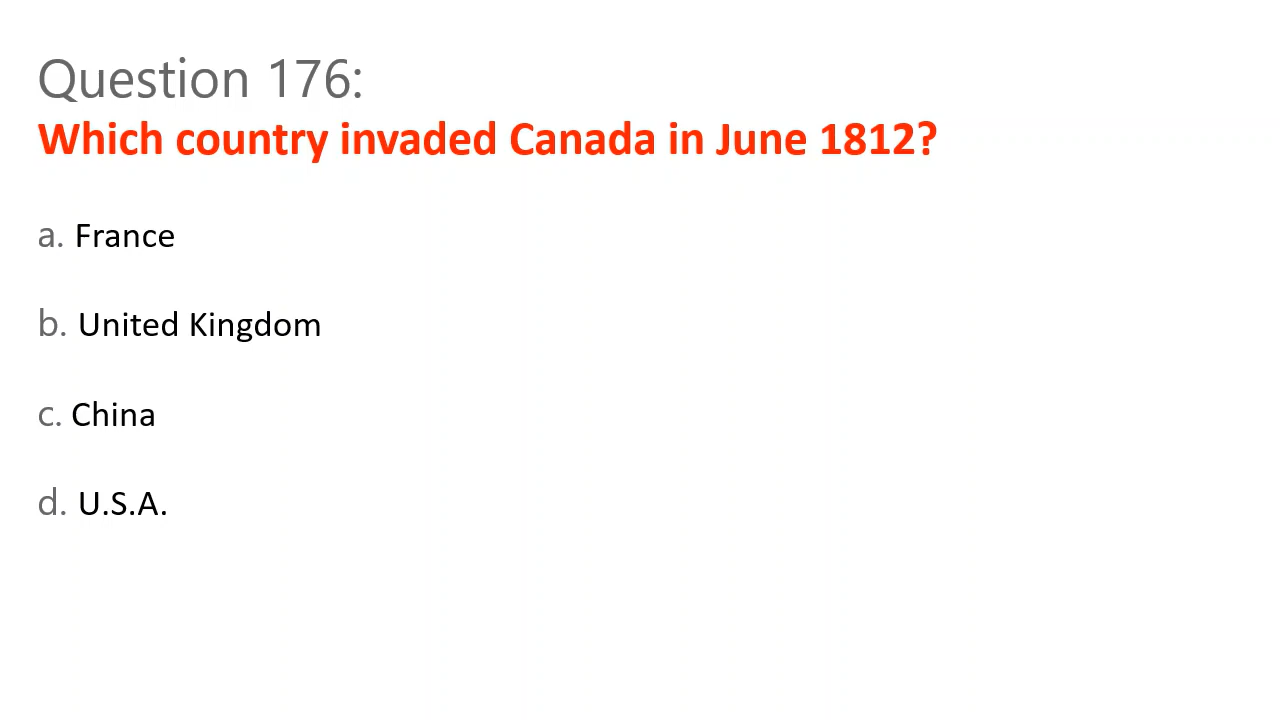 Question 176:
Which country invaded Canada in June 1812?
a. France
b. United Kingdom
c. China
d. U.S.A.